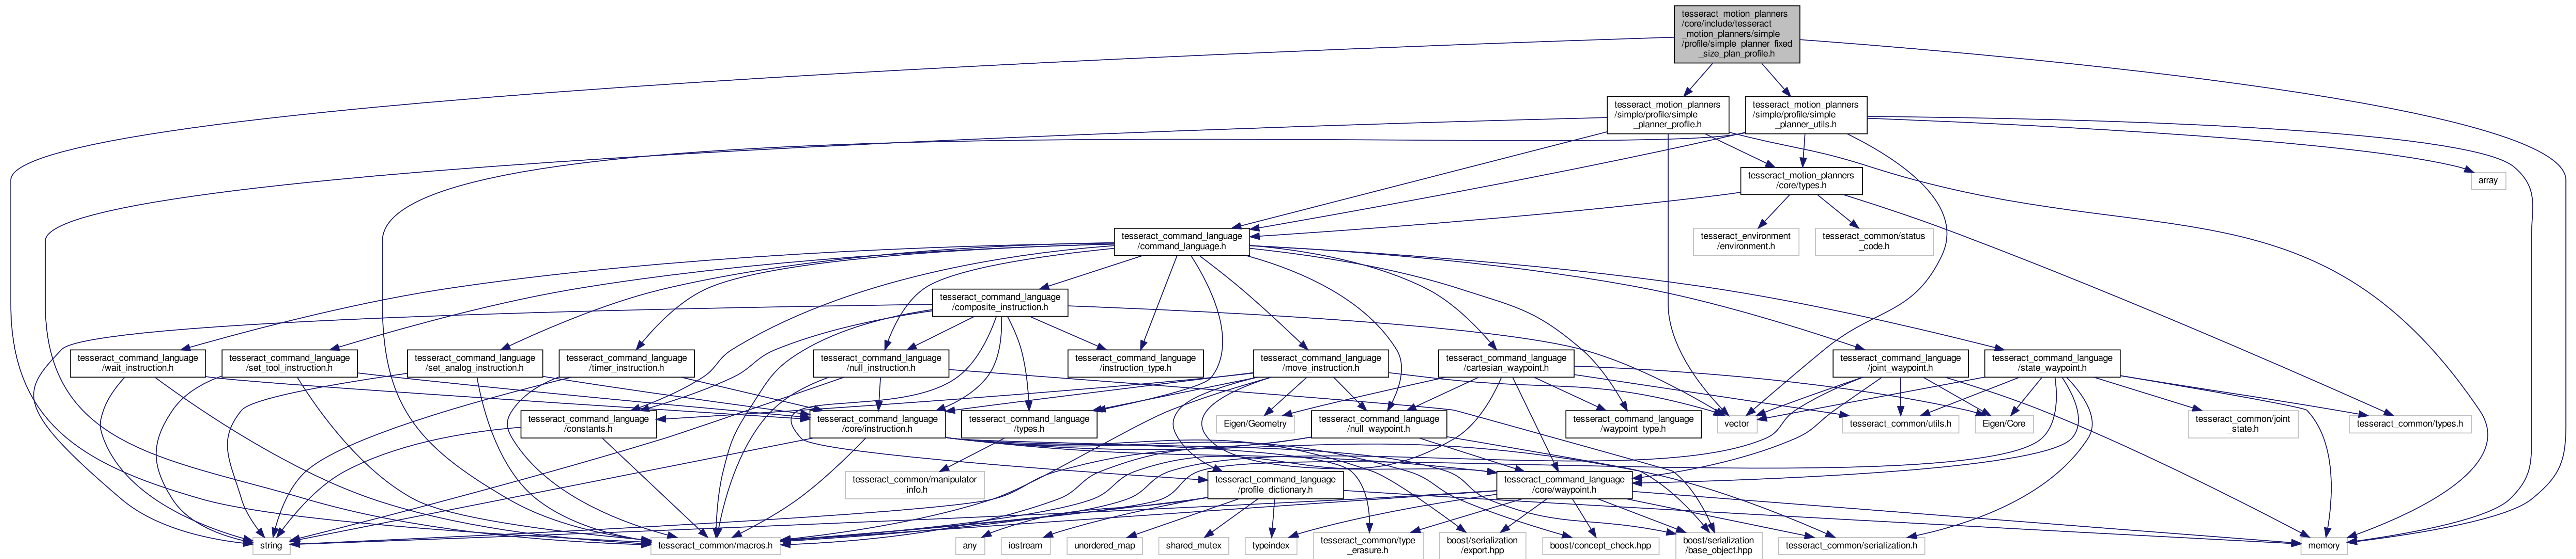 tesseract_motion_planners
/core/include/tesseract
_motion_planners/simple
/profile/simple_planner_fixed
_size_plan_profile.h
tesseract_motion_planners
/simple/profile/simple
_planner_profile.h
tesseract_motion_planners
/simple/profile/simple
_planner_utils.h
tesseract_motion_planners
/core/types.h
array
tesseract_command_language
/command_language.h
tesseract_environment
/environment.h
tesseract_common/status
_code.h
tesseract_command_language
/composite_instruction.h
tesseract_command_language
/wait_instruction.h
tesseract_command_language
/set_tool_instruction.h
tesseract_command_language
/set_analog_instruction.h
tesseract_command_language
/timer_instruction.h
tesseract_command_language
/null_instruction.h
tesseract_command_language
/instruction_type.h
tesseract_command_language
/move_instruction.h
tesseract_command_language
/cartesian_waypoint.h
tesseract_command_language
/joint_waypoint.h
tesseract_command_language
/state_waypoint.h
tesseract_command_language
/constants.h
tesseract_command_language
/core/instruction.h
tesseract_command_language
/types.h
Eigen/Geometry
tesseract_command_language
/null_waypoint.h
tesseract_command_language
/waypoint_type.h
vector
tesseract_common/utils.h
Eigen/Core
tesseract_common/joint
_state.h
tesseract_common/types.h
tesseract_common/manipulator
_info.h
tesseract_command_language
/profile_dictionary.h
tesseract_command_language
/core/waypoint.h
string
tesseract_common/macros.h
any
iostream
unordered_map
shared_mutex
typeindex
tesseract_common/type
_erasure.h
boost/serialization
/export.hpp
boost/concept_check.hpp
boost/serialization
/base_object.hpp
tesseract_common/serialization.h
memory